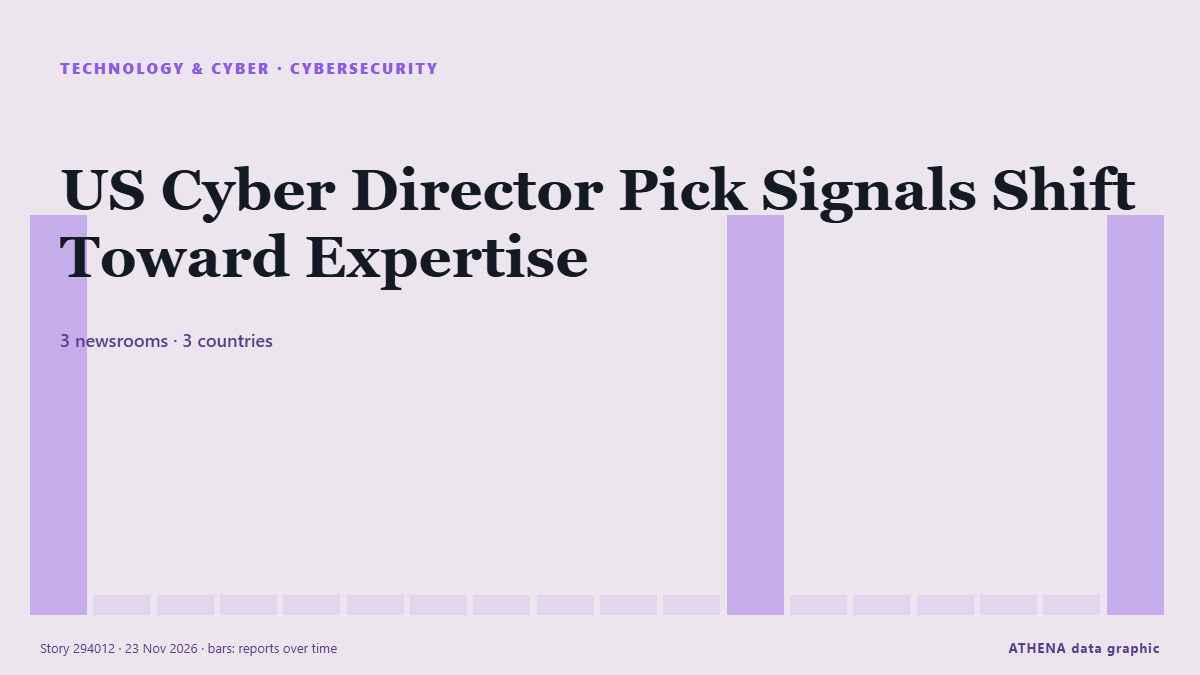 TECHNOLOGY & CYBER · CYBERSECURITY
US Cyber Director Pick Signals Shift
Toward Expertise
3 newsrooms · 3 countries
Story 294012 · 23 Nov 2026 · bars: reports over time
ATHENA data graphic